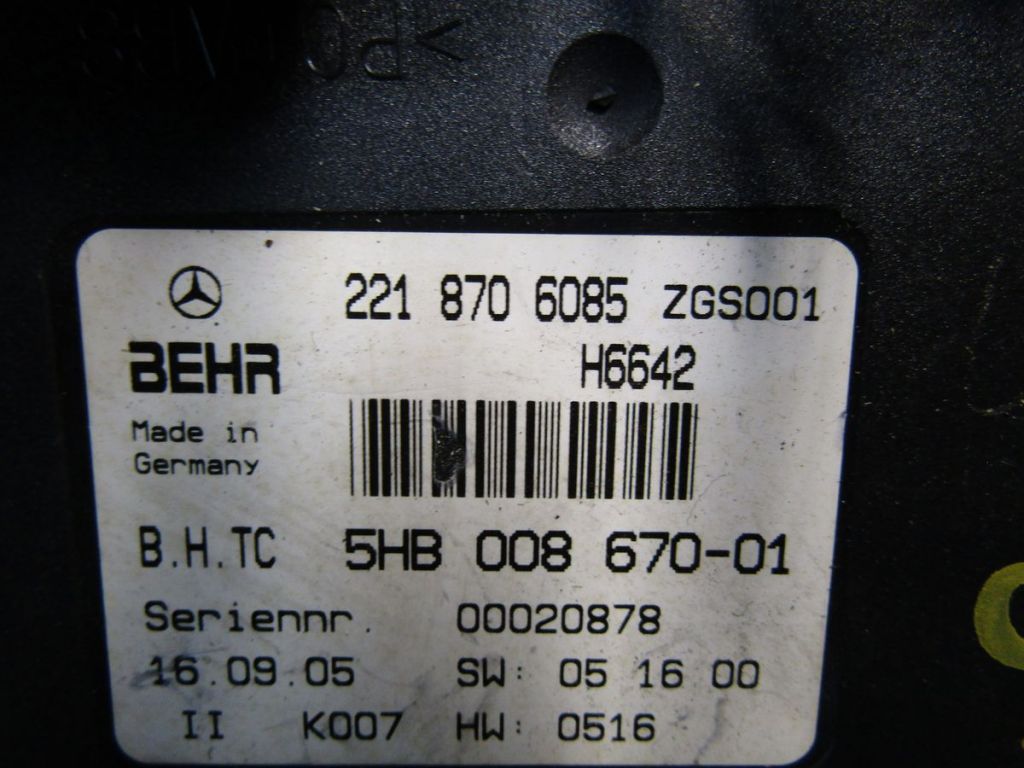 221 870 6085 ZGS001
BEHR
H6642
Made in
Germany
B.H.TC 5HB 008 670-01
Seriennr. 00020878
16.09.05 SW: 05 16 00
II K007 HW: 0516